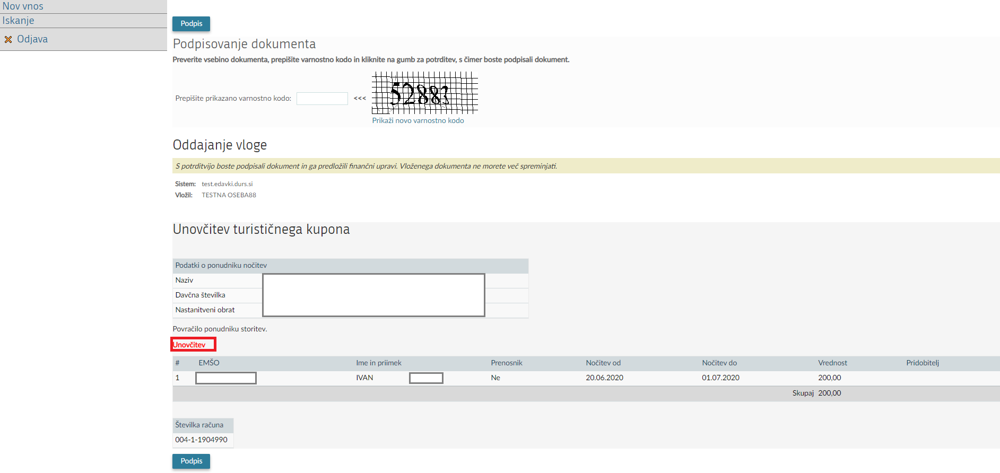 Nov vnos
Iskanje
Odjava
Podpis
Podpisovanje dokumenta
Preverite vsebino dokumenta, prepišite varnostno kodo in kliknite na gumb za potrditev, s čimer boste podpisali dokument.
Prepišite prikazano varnostno kodo: <<< 52883
Prikaži novo varnostno kodo
Oddajanje vloge
S potrditvijo boste podpisali dokument in ga predložili finančni upravi. Vloženega dokumenta ne morete več spreminjati.
Sistem: test.edavki.durs.si
Vložil: TESTNA OSEBA88
Unovčitev turističnega kupona
Podatki o ponudniku nočitev
Naziv
Davčna številka
Nastanitveni obrat
Povračilo ponudniku storitev.
Unovčitev
# EMŠO Ime in priimek Prenosnik Nočitev od Nočitev do Vrednost Pridobitelj
1 IVAN Ne 20.06.2020 01.07.2020 200,00
Skupaj 200,00
Številka računa
004-1-1904990
Podpis